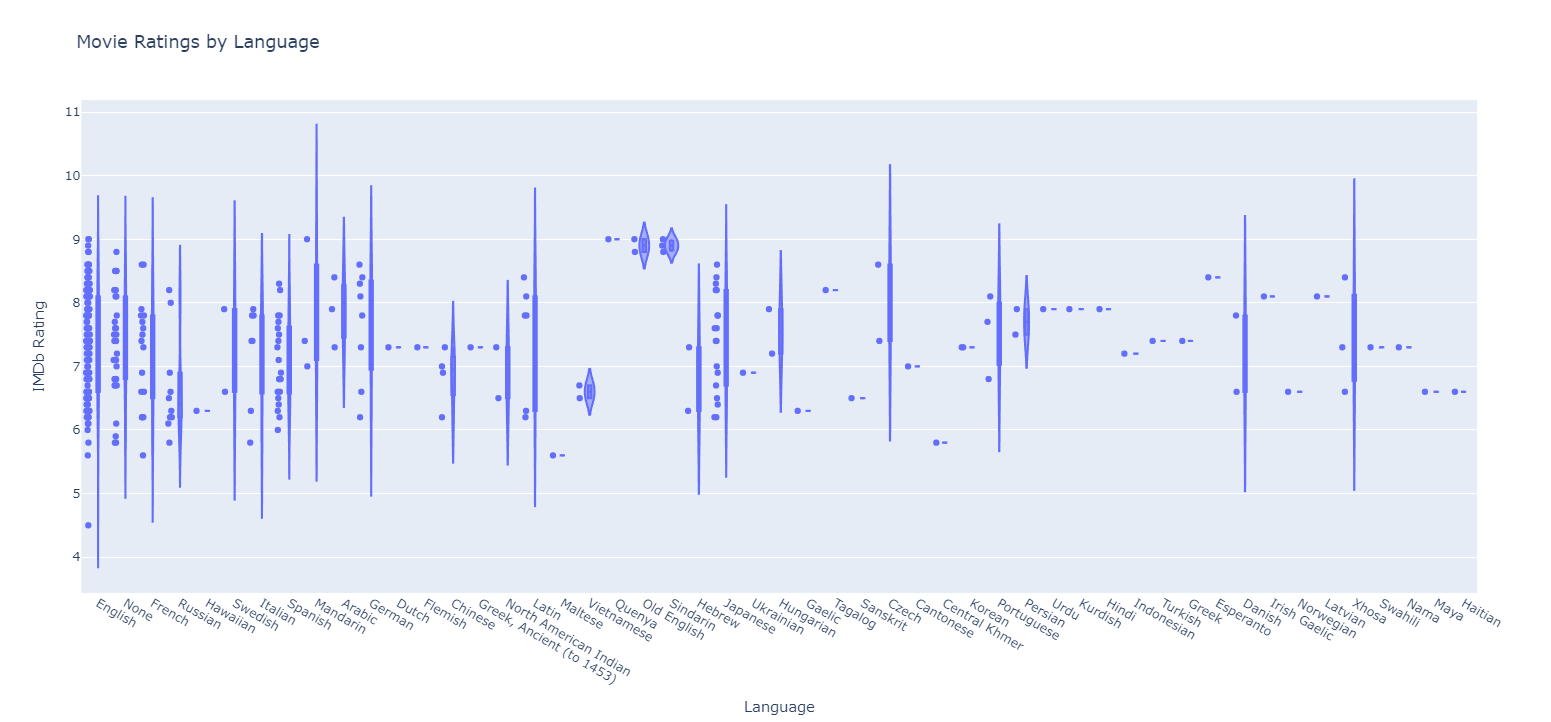 Movie Ratings by Language
11
10
9
8
7
6
5
4
IMDb Rating
English
None
French
Russian
Hawaiian
Swedish
Italian
Spanish
Mandarin
Arabic
German
Dutch
Flemish
Chinese
Greek, Ancient (to 1453)
North American Indian
Latin
Maltese
Vietnamese
Quenya
Old English
Sindarin
Hebrew
Japanese
Ukrainian
Hungarian
Gaelic
Tagalog
Sanskrit
Czech
Cantonese
Central Khmer
Korean
Portuguese
Persian
Urdu
Kurdish
Hindi
Indonesian
Turkish
Greek
Esperanto
Danish
Irish Gaelic
Norwegian
Latvian
Xhosa
Swahili
Nama
Maya
Haitian
Language